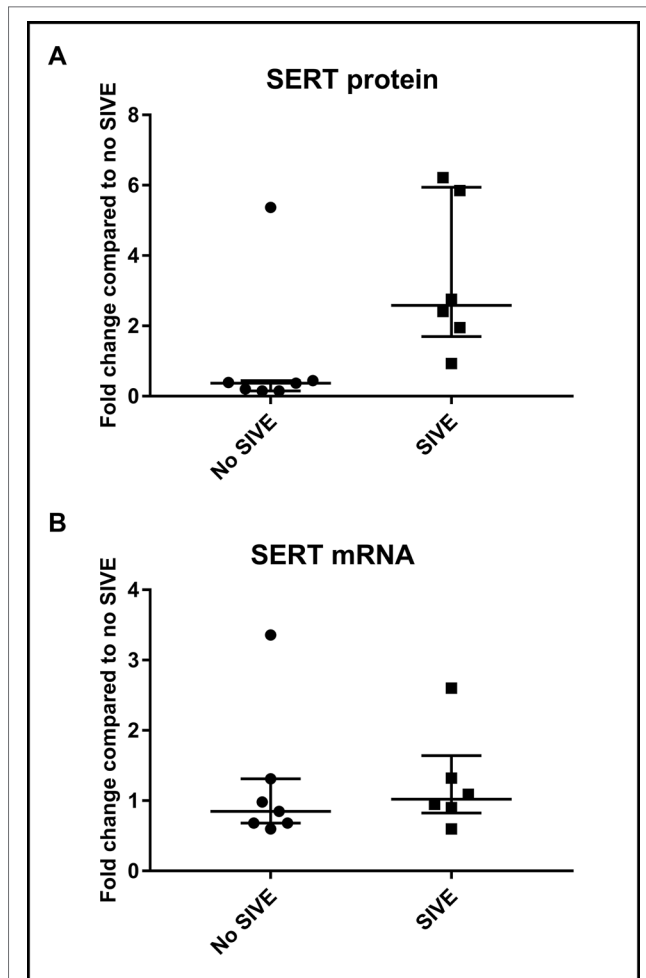 A
SERT protein
Fold change compared to no SIVE
8
6
4
2
0
No SIVE
SIVE
B
SERT mRNA
Fold change compared to no SIVE
4
3
2
1
0
No SIVE
SIVE